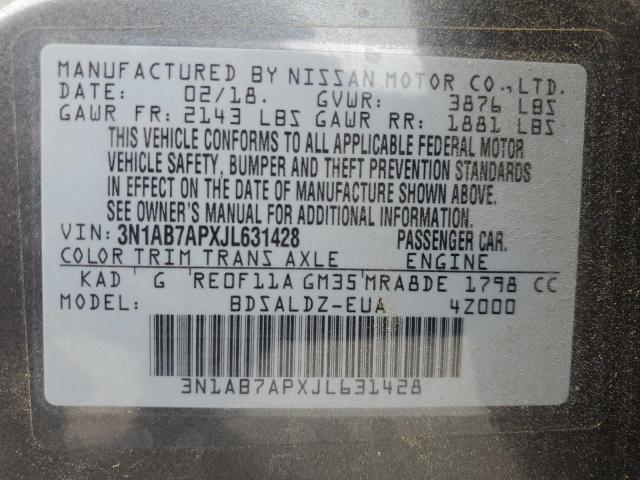 MANUFACTURED BY NISSAN MOTOR CO.,LTD.
DATE: 02/18. GVWR: 3876 LBS
GAWR FR: 2143 LBS GAWR RR: 1881 LBS
THIS VEHICLE CONFORMS TO ALL APPLICABLE FEDERAL MOTOR
VEHICLE SAFETY, BUMPER AND THEFT PREVENTION STANDARDS
IN EFFECT ON THE DATE OF MANUFACTURE SHOWN ABOVE.
SEE OWNER'S MANUAL FOR ADDITIONAL INFORMATION.
VIN: 3N1AB7APXJL631428 PASSENGER CAR.
COLOR TRIM TRANS AXLE ENGINE
KAD G RE0F11A GM35 MRA8DE 1798 CC
MODEL: BDSALDZ-EUA 4Z000
3N1AB7APXJL631428